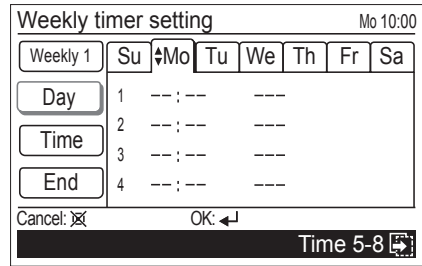 Weekly timer setting Mo 10:00
Weekly 1 Su Mo Tu We Th Fr Sa
Day 1 --:-- ---
2 --:-- ---
Time
3 --:-- ---
End 4 --:-- ---
Cancel: OK:
Time 5-8